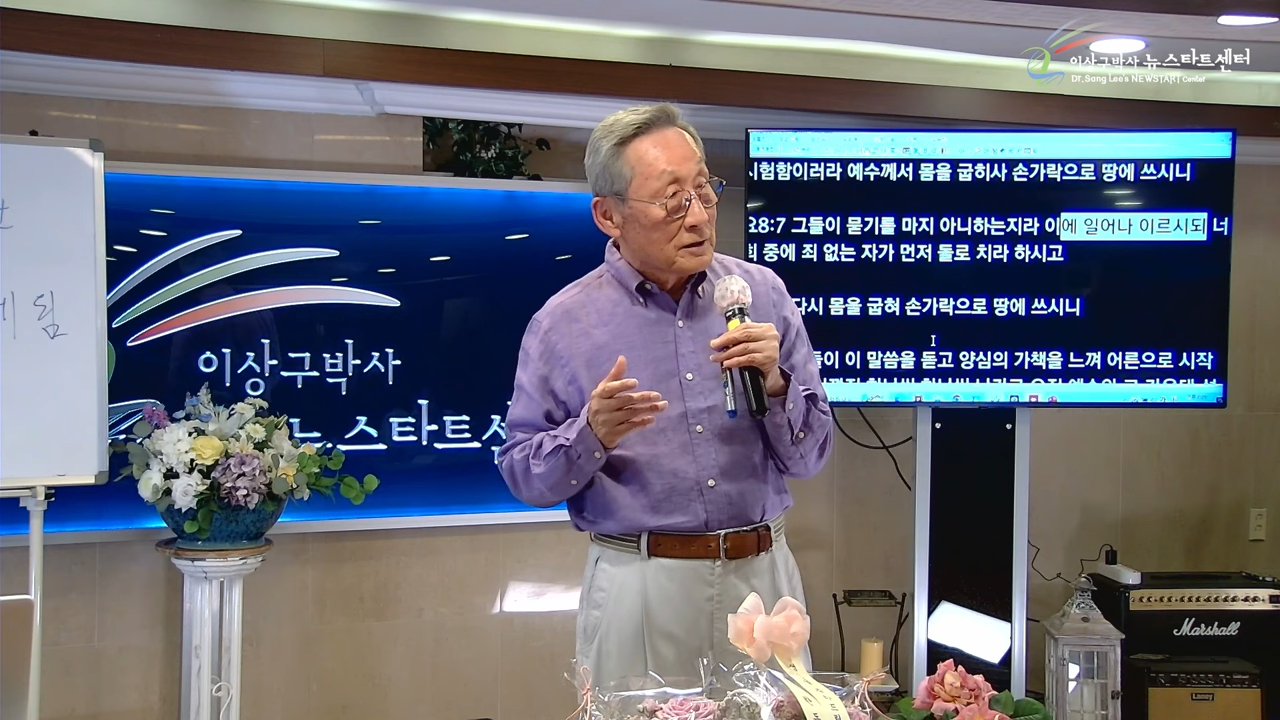 이상구박사 뉴스타트센터
Dr. Sang Lee's NEWSTART Center
시험함이러라 예수께서 몸을 굽히사 손가락으로 땅에 쓰시니
8:7 그들이 묻기를 마지 아니하는지라 이에 일어나 이르시되 너
희 중에 죄 없는 자가 먼저 돌로 치라 하시고
다시 몸을 굽혀 손가락으로 땅에 쓰시니
들이 이 말씀을 듣고 양심의 가책을 느껴 어른으로 시작
이상구박사
뉴스타트센
됨
Marshall
Laney